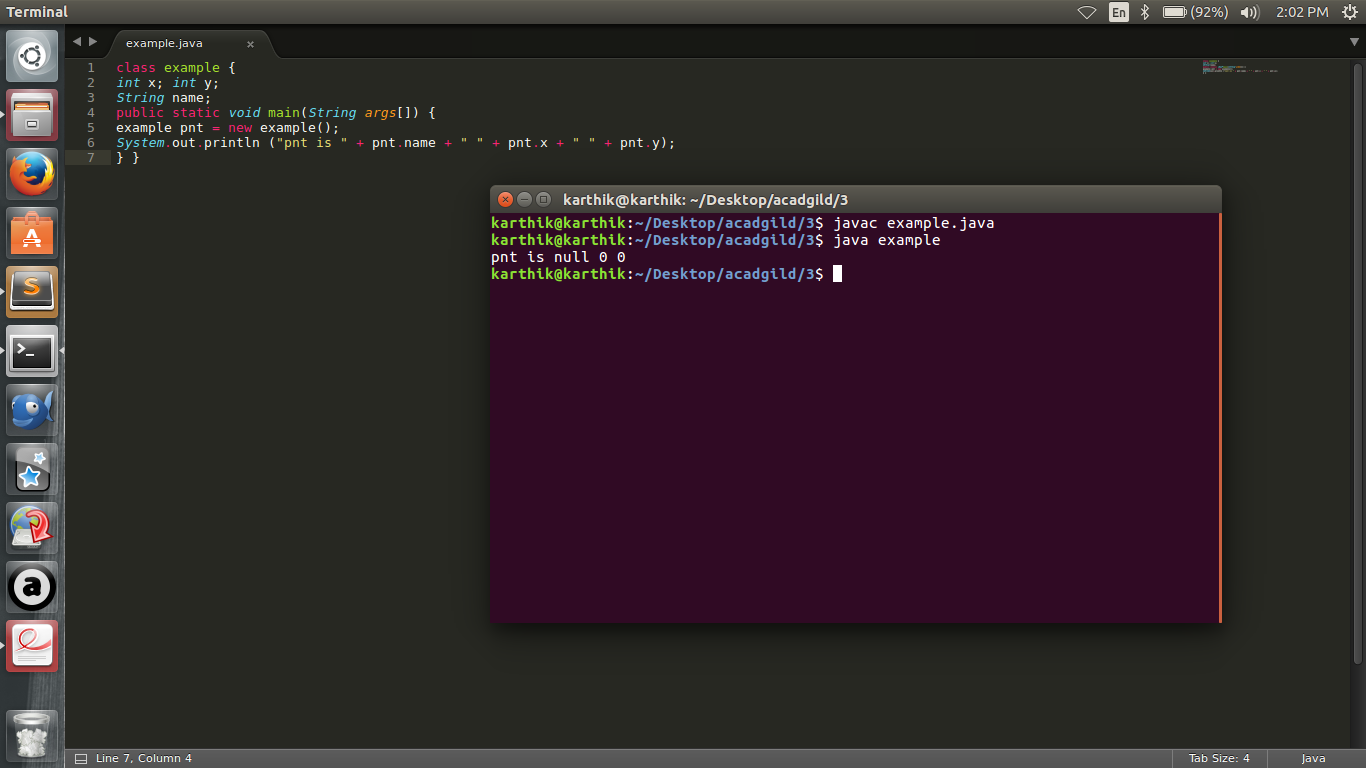 Terminal
En
(92%)
2:02 PM
example.java
1 class example {
2 int x; int y;
3 String name;
4 public static void main(String args[]) {
5 example pnt = new example();
6 System.out.println ("pnt is " + pnt.name + " " + pnt.x + " " + pnt.y);
7 } }
karthik@karthik: ~/Desktop/acadgild/3
karthik@karthik:~/Desktop/acadgild/3$ javac example.java
karthik@karthik:~/Desktop/acadgild/3$ java example
pnt is null 0 0
karthik@karthik:~/Desktop/acadgild/3$
Line 7, Column 4
Tab Size: 4
Java